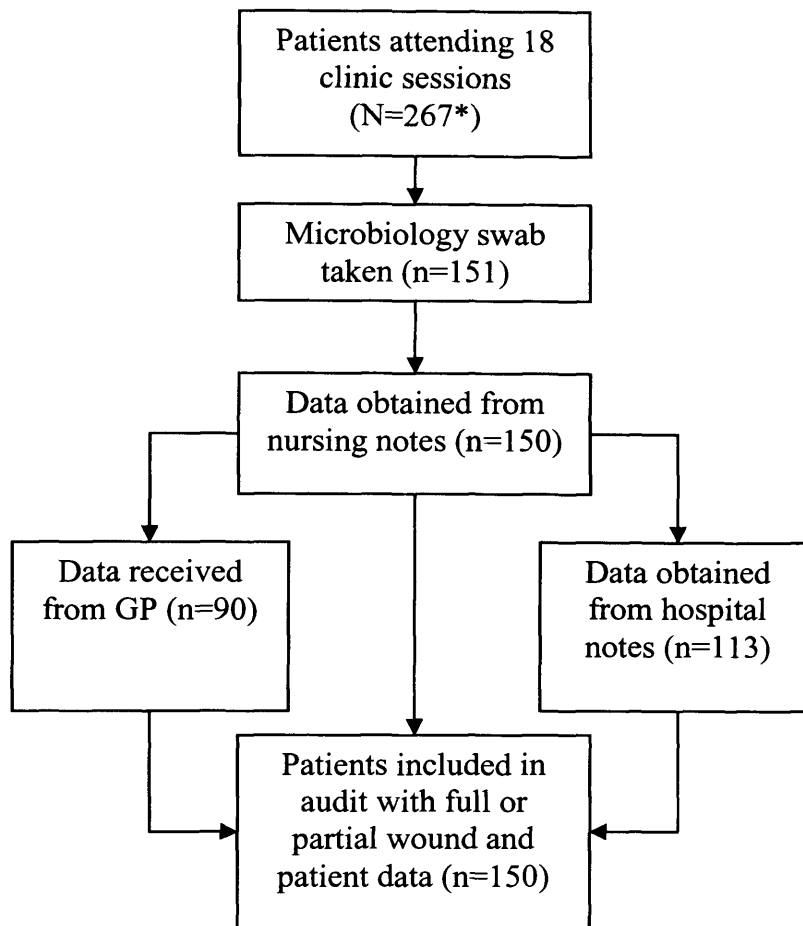 Patients attending 18
clinic sessions
(N=267*)
Microbiology swab
taken (n=151)
Data obtained from
nursing notes (n=150)
Data received
from GP (n=90)
Data obtained
from hospital
notes (n=113)
Patients included in
audit with full or
partial wound and
patient data (n=150)